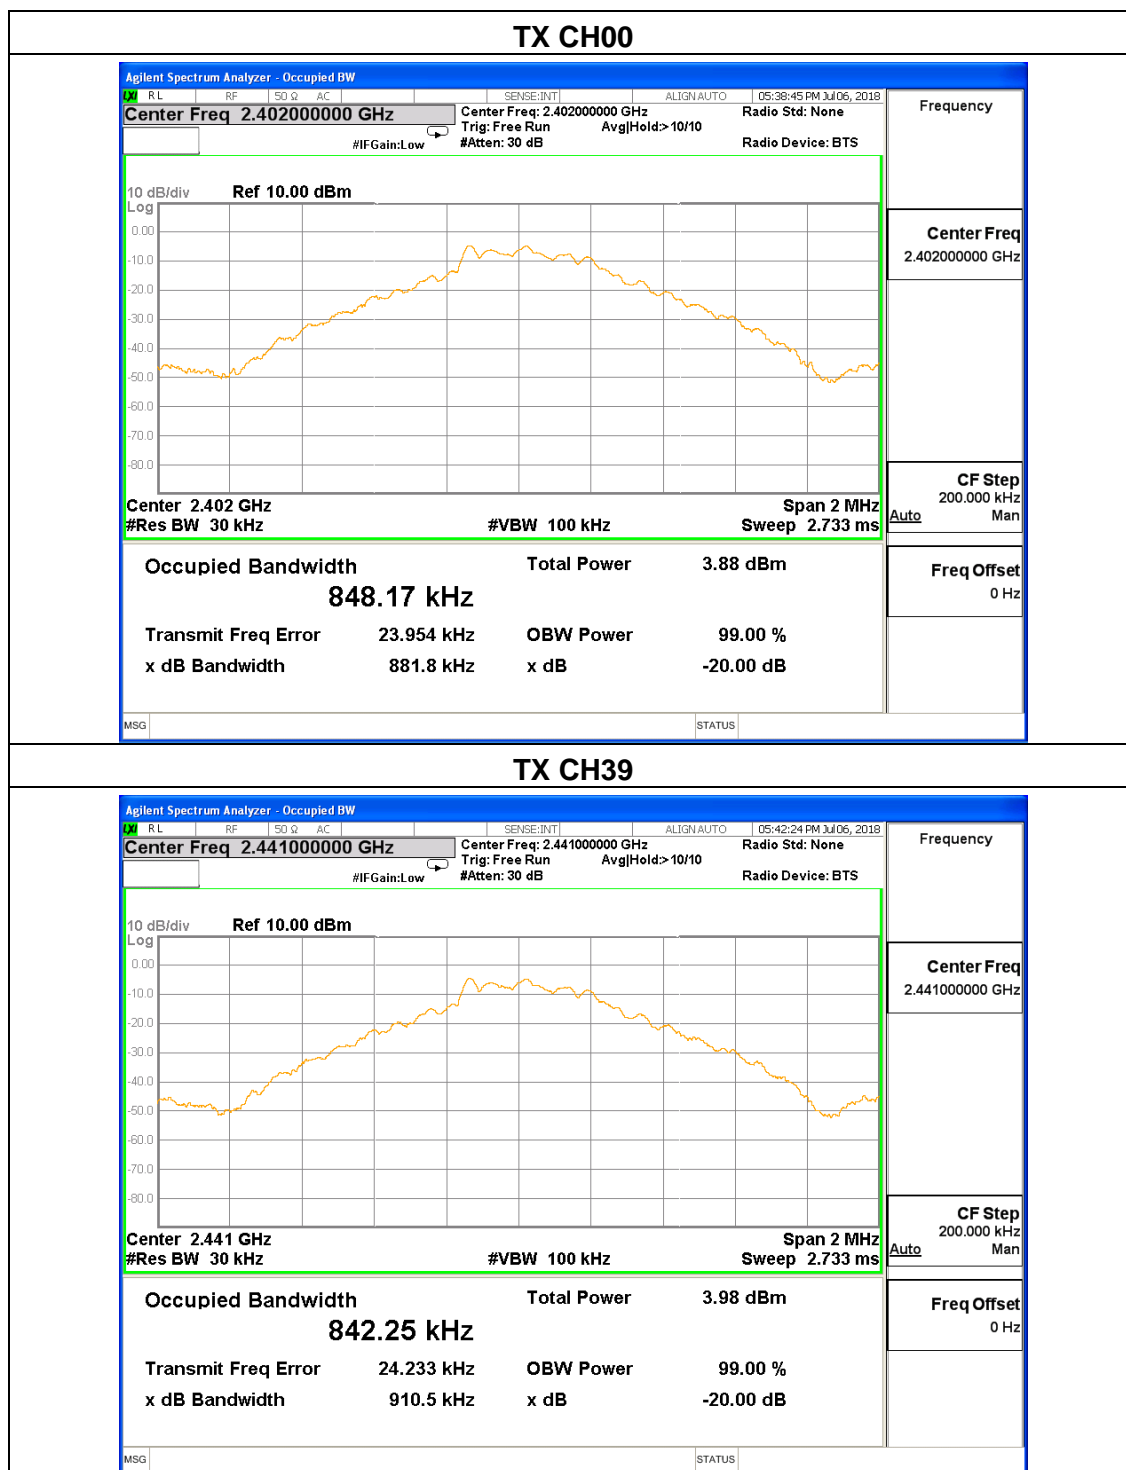 TX CH00
Agilent Spectrum Analyzer - Occupied BW
LXI RL RF 50 Ω AC SENSE:INT ALIGN AUTO 05:38:45 PM Jul 06, 2018
Center Freq 2.402000000 GHz
Center Freq: 2.402000000 GHz Radio Std: None
Trig: Free Run Avg|Hold:>10/10
#IFGain:Low #Atten: 30 dB Radio Device: BTS
Frequency
10 dB/div Ref 10.00 dBm
Log
0.00
-10.0
-20.0
-30.0
-40.0
-50.0
-60.0
-70.0
-80.0
Center Freq
2.402000000 GHz
Center 2.402 GHz Span 2 MHz
#Res BW 30 kHz #VBW 100 kHz Sweep 2.733 ms
CF Step
200.000 kHz
Auto Man
Occupied Bandwidth Total Power 3.88 dBm
848.17 kHz
Transmit Freq Error 23.954 kHz OBW Power 99.00 %
x dB Bandwidth 881.8 kHz x dB -20.00 dB
Freq Offset
0 Hz
MSG STATUS
TX CH39
Agilent Spectrum Analyzer - Occupied BW
LXI RL RF 50 Ω AC SENSE:INT ALIGN AUTO 05:42:24 PM Jul 06, 2018
Center Freq 2.441000000 GHz
Center Freq: 2.441000000 GHz Radio Std: None
Trig: Free Run Avg|Hold:>10/10
#IFGain:Low #Atten: 30 dB Radio Device: BTS
Frequency
10 dB/div Ref 10.00 dBm
Log
0.00
-10.0
-20.0
-30.0
-40.0
-50.0
-60.0
-70.0
-80.0
Center Freq
2.441000000 GHz
Center 2.441 GHz Span 2 MHz
#Res BW 30 kHz #VBW 100 kHz Sweep 2.733 ms
CF Step
200.000 kHz
Auto Man
Occupied Bandwidth Total Power 3.98 dBm
842.25 kHz
Transmit Freq Error 24.233 kHz OBW Power 99.00 %
x dB Bandwidth 910.5 kHz x dB -20.00 dB
Freq Offset
0 Hz
MSG STATUS